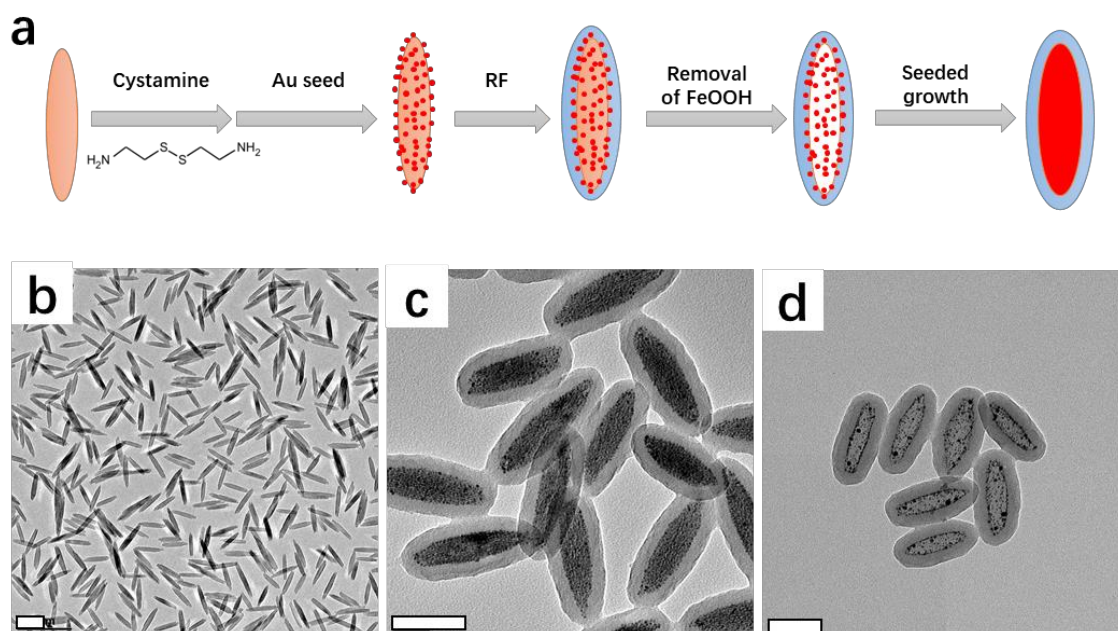 a
Cystamine
Au seed
RF
Removal
of FeOOH
Seeded
growth
H₂N
S
S
NH₂
b
c
d